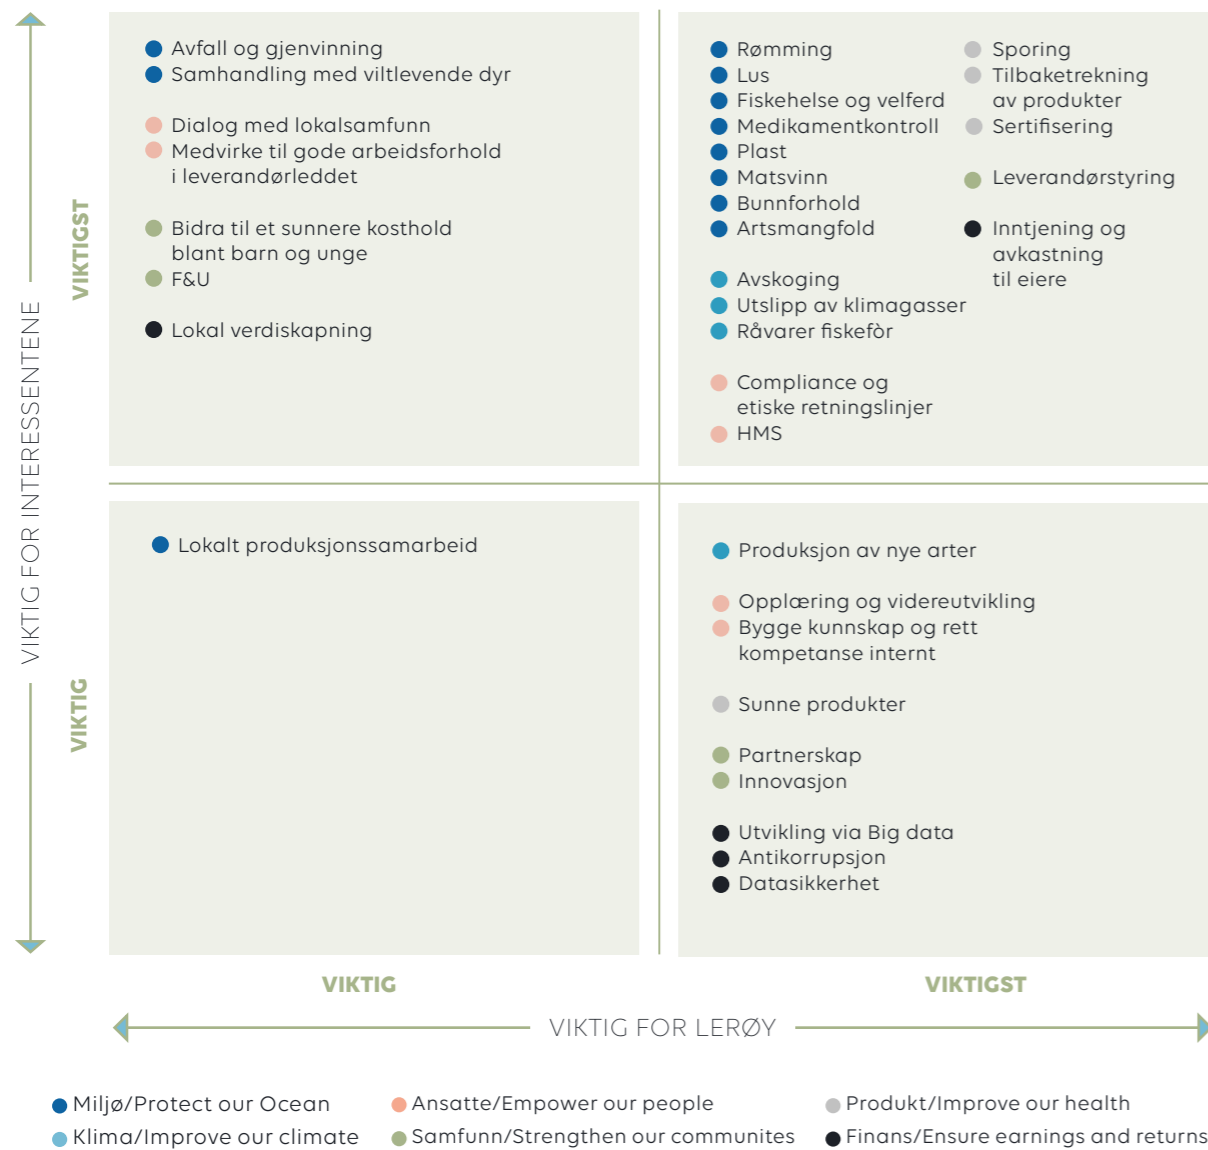 VIKTIG FOR INTERESSENTENE
VIKTIGST
VIKTIG
Avfall og gjenvinning
Samhandling med viltlevende dyr
Dialog med lokalsamfunn
Medvirke til gode arbeidsforhold
i leverandørleddet
Bidra til et sunnere kosthold
blant barn og unge
F&U
Lokal verdiskapning
Rømming
Lus
Fiskehelse og velferd
Medikamentkontroll
Plast
Matsvinn
Bunnforhold
Artsmangfold
Avskoging
Utslipp av klimagasser
Råvarer fiskefòr
Compliance og
etiske retningslinjer
HMS
Sporing
Tilbaketrekning
av produkter
Sertifisering
Leverandørstyring
Inntjening og
avkastning
til eiere
Lokalt produksjonssamarbeid
Produksjon av nye arter
Opplæring og videreutvikling
Bygge kunnskap og rett
kompetanse internt
Sunne produkter
Partnerskap
Innovasjon
Utvikling via Big data
Antikorrupsjon
Datasikkerhet
VIKTIG
VIKTIGST
VIKTIG FOR LERØY
Miljø/Protect our Ocean
Klima/Improve our climate
Ansatte/Empower our people
Samfunn/Strengthen our communites
Produkt/Improve our health
Finans/Ensure earnings and returns